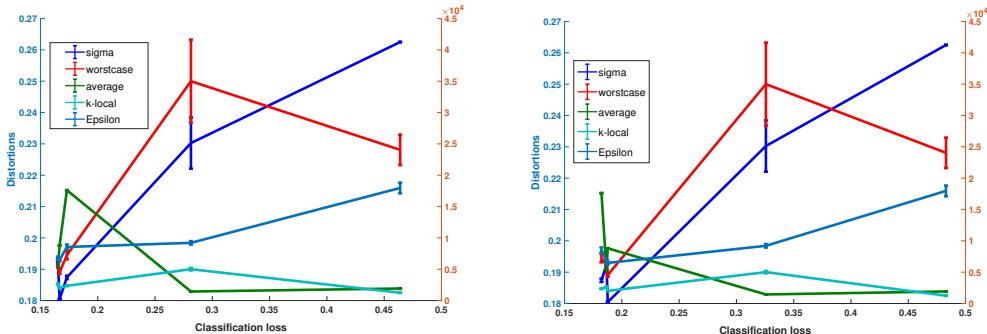 ×10⁴
0.27
0.26
0.25
0.24
0.23
0.22
0.21
0.2
0.19
0.18
Distortions
sigma
worstcase
average
k-local
Epsilon
4.5
4
3.5
3
2.5
2
1.5
1
0.5
0
0.15 0.2 0.25 0.3 0.35 0.4 0.45 0.5
Classification loss
×10⁴
0.27
0.26
0.25
0.24
0.23
0.22
0.21
0.2
0.19
0.18
Distortions
sigma
worstcase
average
k-local
Epsilon
4.5
4
3.5
3
2.5
2
1.5
1
0.5
0
0.15 0.2 0.25 0.3 0.35 0.4 0.45 0.5
Classification loss